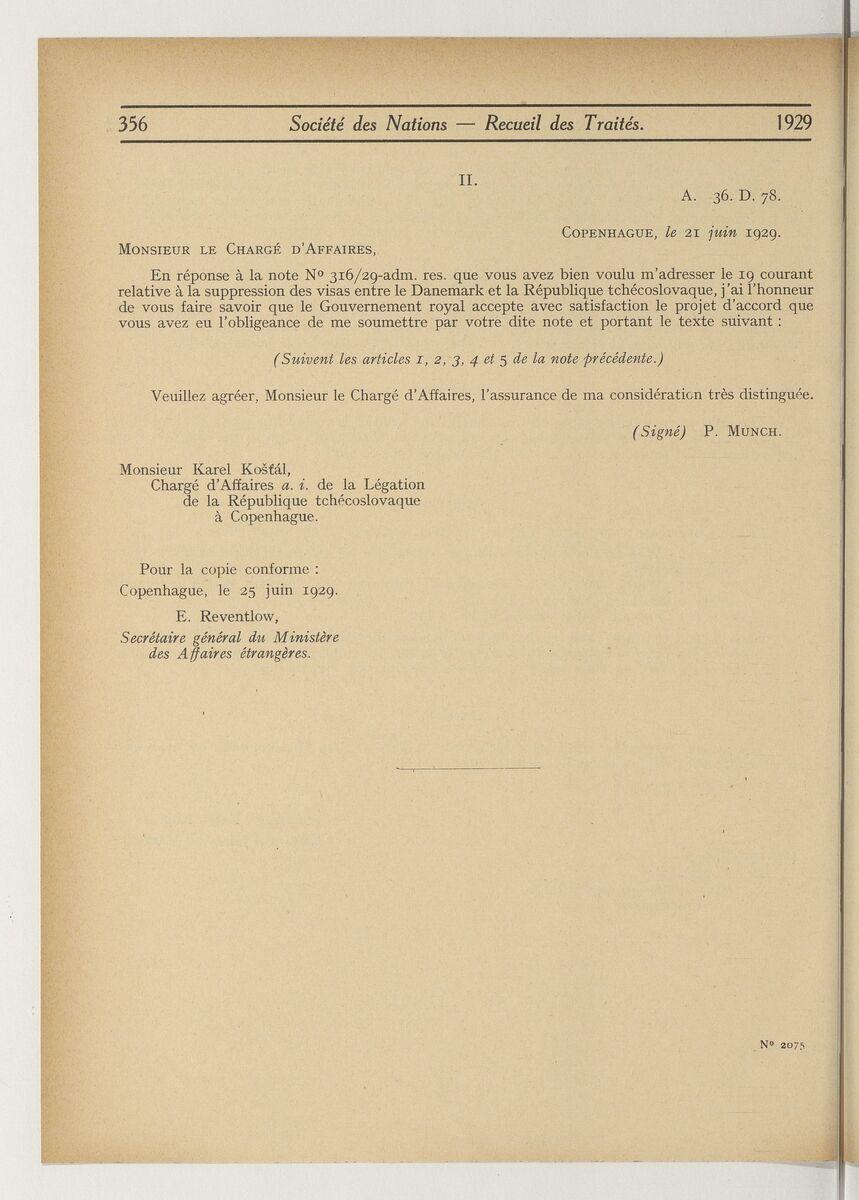 356 Société des Nations — Recueil des Traités. 1929
II.
A. 36. D. 78.
Copenhague, le 21 juin 1929.
Monsieur le Chargé d'Affaires,
En réponse à la note Nº 316/29-adm. res. que vous avez bien voulu m'adresser le 19 courant
relative à la suppression des visas entre le Danemark et la République tchécoslovaque, j'ai l'honneur
de vous faire savoir que le Gouvernement royal accepte avec satisfaction le projet d'accord que
vous avez eu l'obligeance de me soumettre par votre dite note et portant le texte suivant :
(Suivent les articles 1, 2, 3, 4 et 5 de la note précédente.)
Veuillez agréer, Monsieur le Chargé d'Affaires, l'assurance de ma considération très distinguée.
(Signé) P. Munch.
Monsieur Karel Košťál,
Chargé d'Affaires a. i. de la Légation
de la République tchécoslovaque
à Copenhague.
Pour la copie conforme :
Copenhague, le 25 juin 1929.
E. Reventlow,
Secrétaire général du Ministère
des Affaires étrangères.
Nº 2075